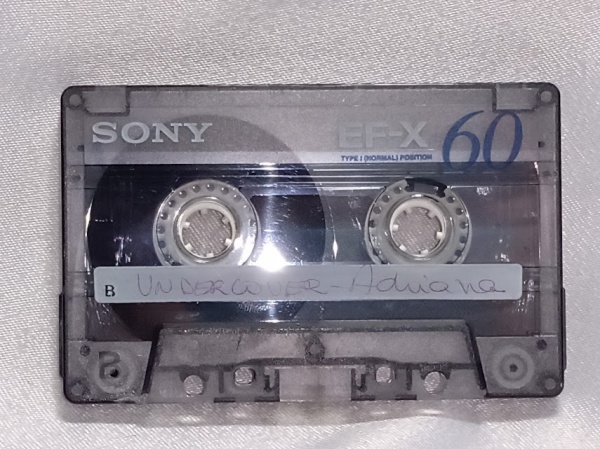 SONY
EF-X 60
TYPE I (NORMAL) POSITION
B UNDERCOVER - Adriana
B